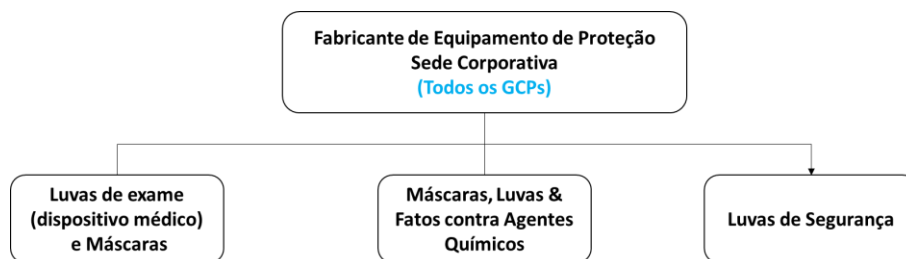 Fabricante de Equipamento de Proteção
Sede Corporativa
(Todos os GCPs)
Luvas de exame
(dispositivo médico)
e Máscaras
Máscaras, Luvas &
Fatos contra Agentes
Químicos
Luvas de Segurança